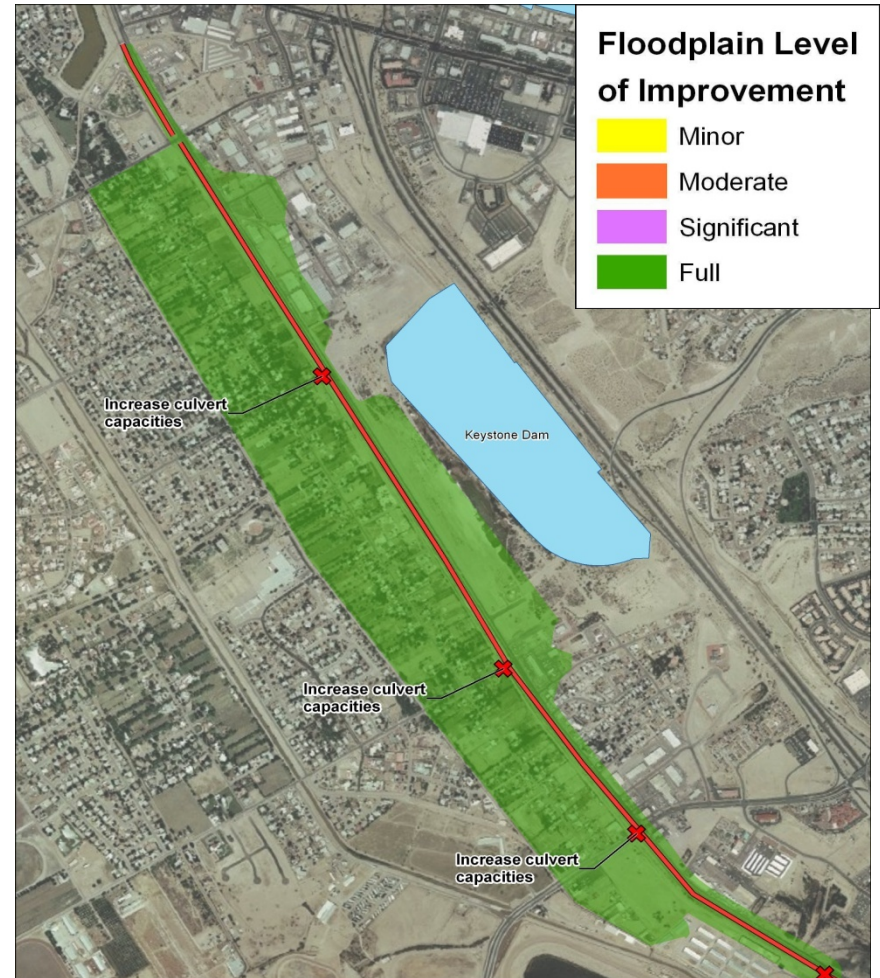 Floodplain Level
of Improvement
Minor
Moderate
Significant
Full
Increase culvert
capacities
Keystone Dam
Increase culvert
capacities
Increase culvert
capacities